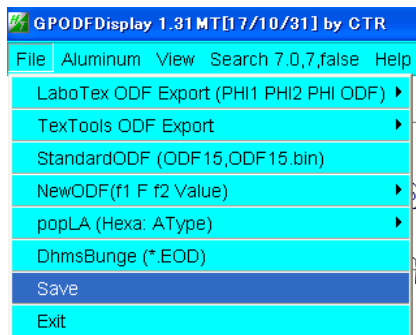 GPODFDisplay 1.31MT[17/10/31] by CTR
File Aluminum View Search 7.0,7,false Help
LaboTex ODF Export (PHI1 PHI2 PHI ODF)
TexTools ODF Export
StandardODF (ODF15,ODF15.bin)
NewODF(f1 F f2 Value)
popLA (Hexa: AType)
DhmsBunge (*.EOD)
Save
Exit